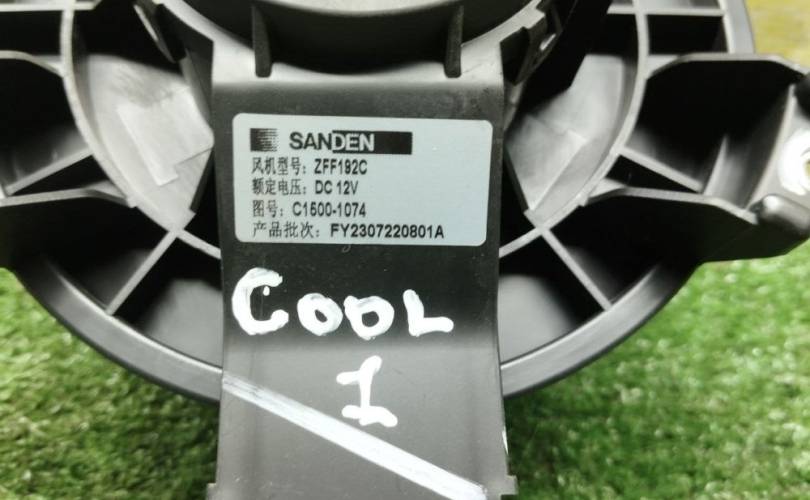 SANDEN
风机型号: ZFF192C
额定电压: DC 12V
图号: C1500-1074
产品批次: FY2307220801A
COOL
1